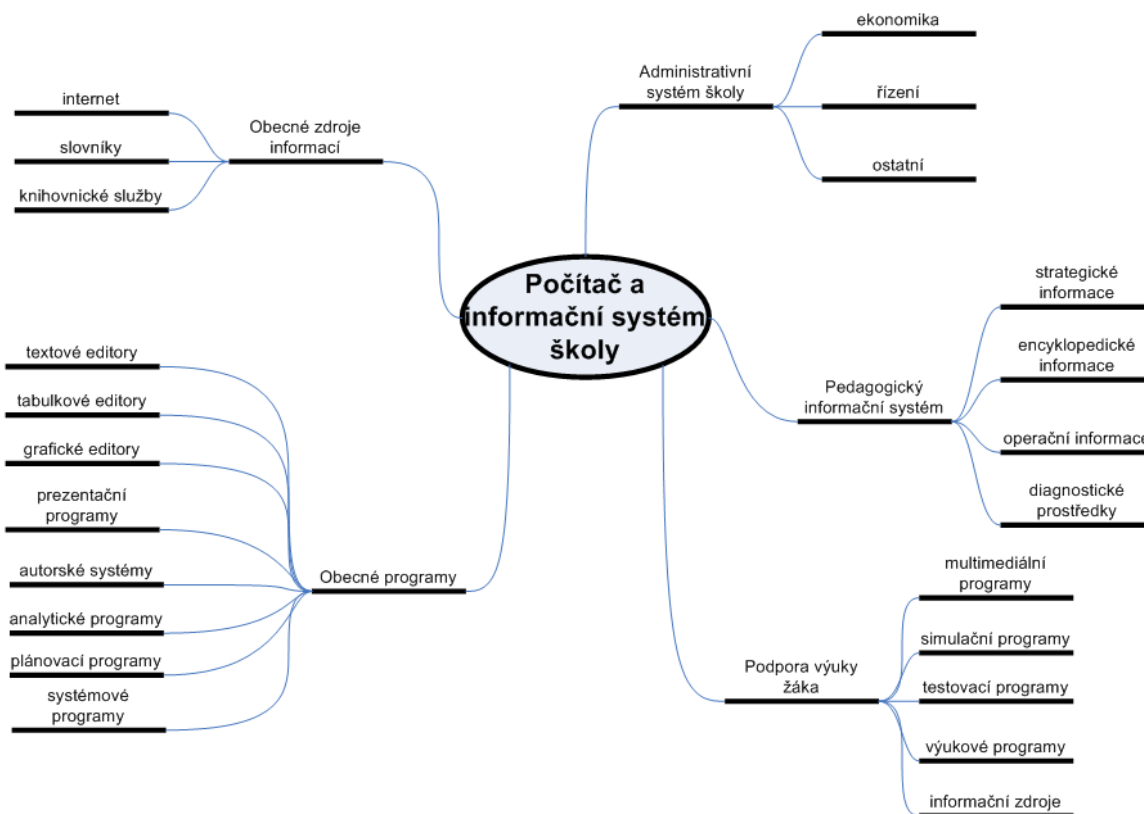 Počítač a
informační systém
školy
Administrativní
systém školy
ekonomika
řízení
ostatní
Pedagogický
informační systém
strategické
informace
encyklopedické
informace
operační informace
diagnostické
prostředky
Podpora výuky
žáka
multimediální
programy
simulační programy
testovací programy
výukové programy
informační zdroje
Obecné programy
textové editory
tabulkové editory
grafické editory
prezentační
programy
autorské systémy
analytické programy
plánovací programy
systémové
programy
Obecné zdroje
informací
internet
slovníky
knihovnické služby